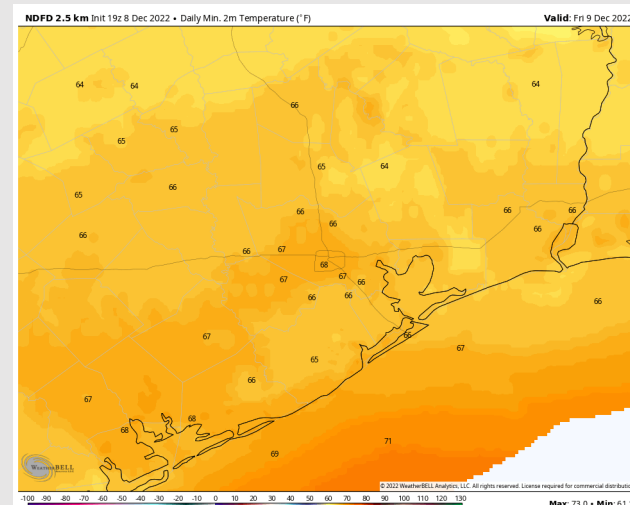 NDFD 2.5 km Init 19z 8 Dec 2022 • Daily Min. 2m Temperature (°F) Valid: Fri 9 Dec 2022
64 64 64
66
65
65
65 64
66
65
66 66 66
66
66 66
66 67
68
67 67 66
66 66
66
67 66
67
65
66
67
68
68
71
69
WeatherBELL
© 2022 WeatherBELL Analytics, LLC. All rights reserved. License required for commercial
-100 -90 -80 -70 -60 -50 -40 -30 -20 -10 0 10 20 30 40 50 60 70 80 90 100 110 120 130
Max: 73.0 • Min: 61